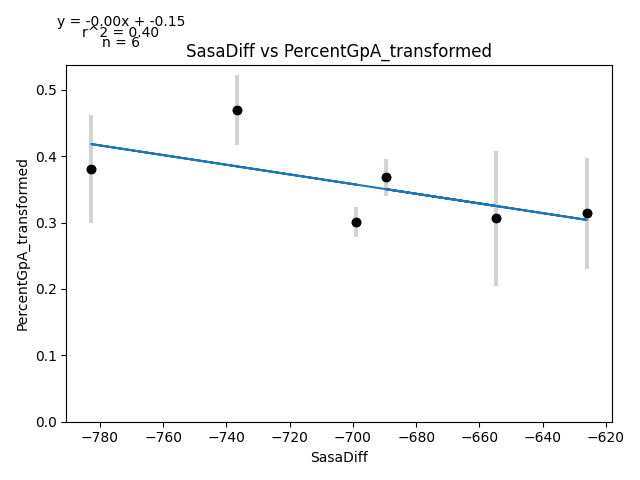 y = -0.00x + -0.15
r^2 = 0.40
n = 6
SasaDiff vs PercentGpA_transformed
PercentGpA_transformed
0.5
0.4
0.3
0.2
0.1
0.0
−780 −760 −740 −720 −700 −680 −660 −640 −620
SasaDiff